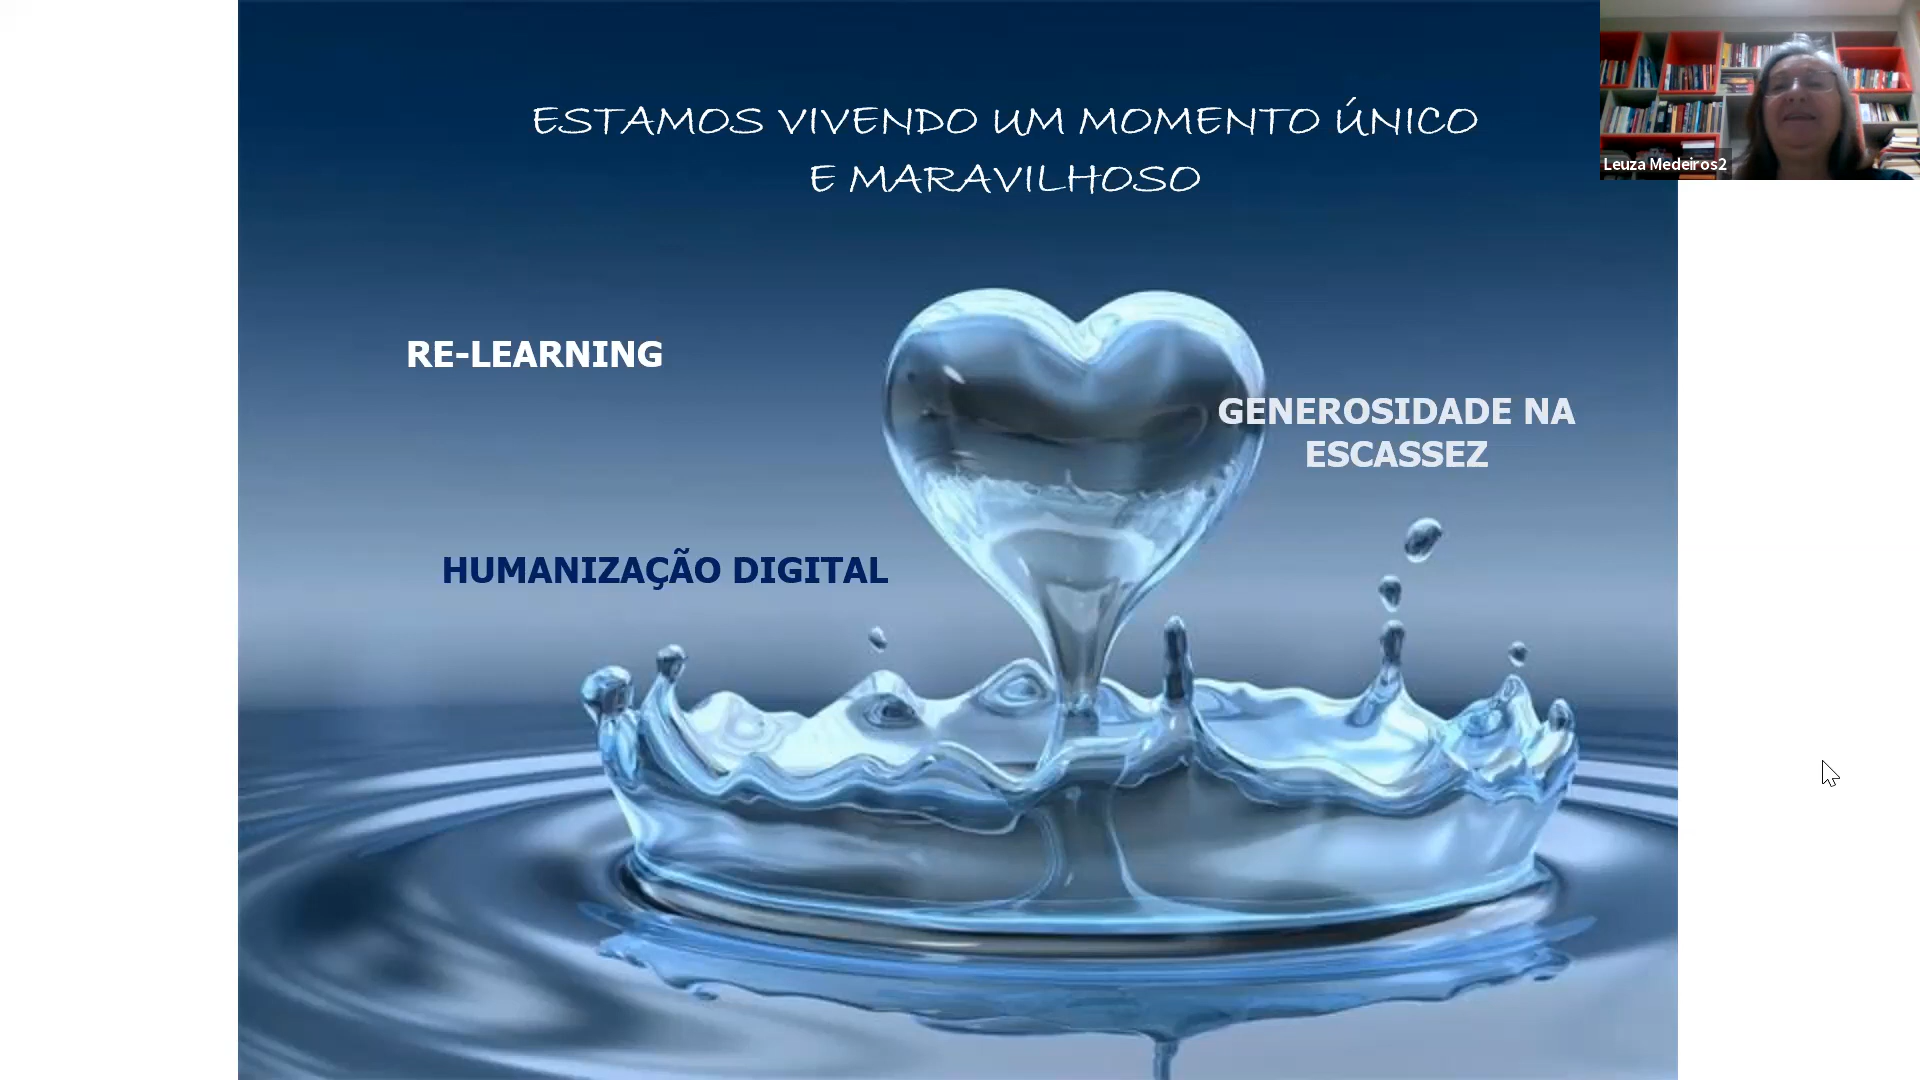 ESTAMOS VIVENDO UM MOMENTO ÚNICO
E MARAVILHOSO
Leuza Medeiros2
RE-LEARNING
GENEROSIDADE NA
ESCASSEZ
HUMANIZAÇÃO DIGITAL